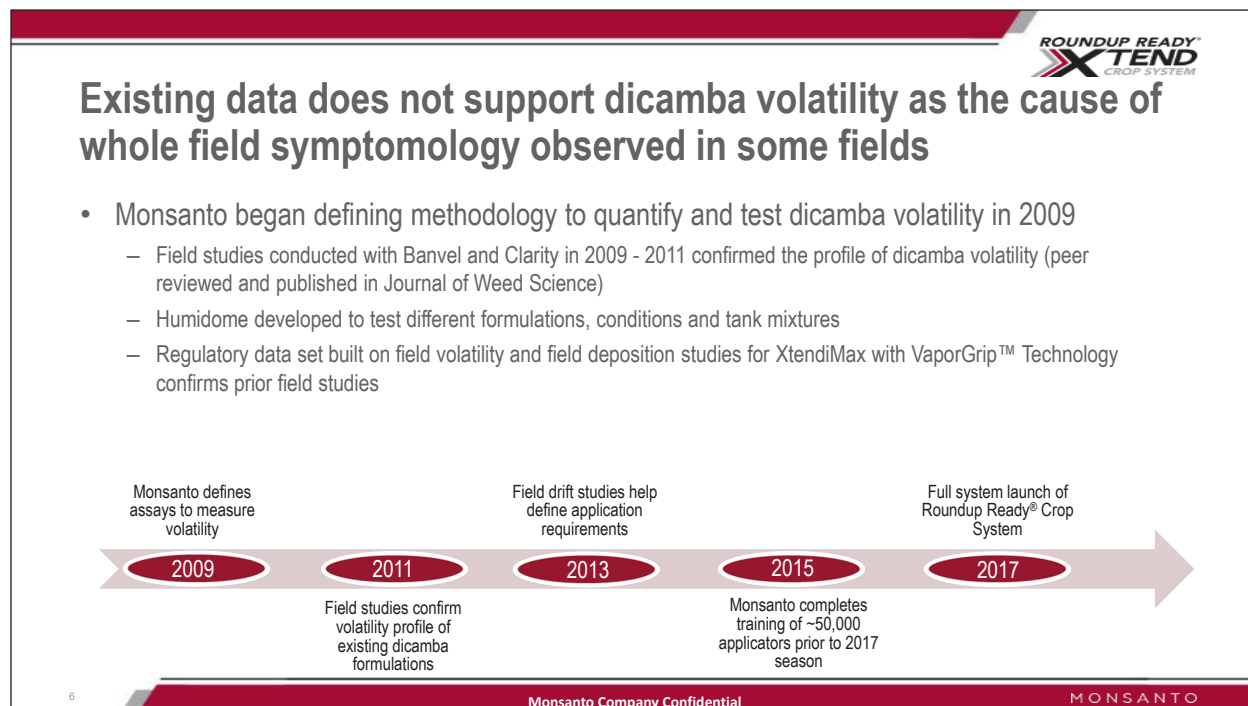 ROUNDUP READY™
XTEND
CROP SYSTEM
Existing data does not support dicamba volatility as the cause of
whole field symptomology observed in some fields
• Monsanto began defining methodology to quantify and test dicamba volatility in 2009
– Field studies conducted with Banvel and Clarity in 2009 - 2011 confirmed the profile of dicamba volatility (peer
reviewed and published in Journal of Weed Science)
– Humidome developed to test different formulations, conditions and tank mixtures
– Regulatory data set built on field volatility and field deposition studies for XtendiMax with VaporGrip™ Technology
confirms prior field studies
Monsanto defines
assays to measure
volatility
2009
2011
Field studies confirm
volatility profile of
existing dicamba
formulations
Field drift studies help
define application
requirements
2013
2015
Monsanto completes
training of ~50,000
applicators prior to 2017
season
Full system launch of
Roundup Ready® Crop
System
2017
6
Monsanto Company Confidential
MONSANTO